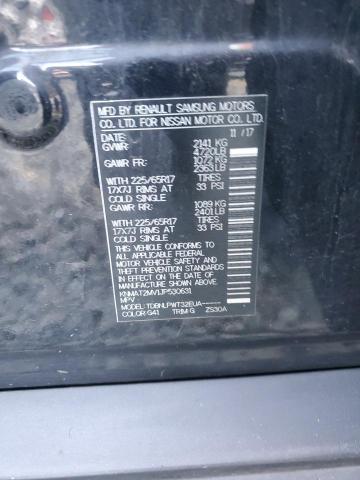 MFD BY RENAULT SAMSUNG MOTORS
CO. LTD. FOR NISSAN MOTOR CO. LTD.
DATE: 11 / 17
GVWR: 2141 KG
4720LB
GAWR FR: 1072 KG
2363LB
WITH 225/65R17 TIRES
17X7J RIMS AT 33 PSI
COLD SINGLE
GAWR RR: 1089 KG
2401LB
WITH 225/65R17 TIRES
17X7J RIMS AT 33 PSI
COLD SINGLE
THIS VEHICLE CONFORMS TO
ALL APPLICABLE FEDERAL
MOTOR VEHICLE SAFETY
STANDARDS IN EFFECT ON
THE DATE OF MANUFACTURE
SHOWN ABOVE.
KNMAT2MV1JP530631
MPV
MODEL: TDBNLPWT32EUA-----
COLOR: G41 TRIM: G ZS30A